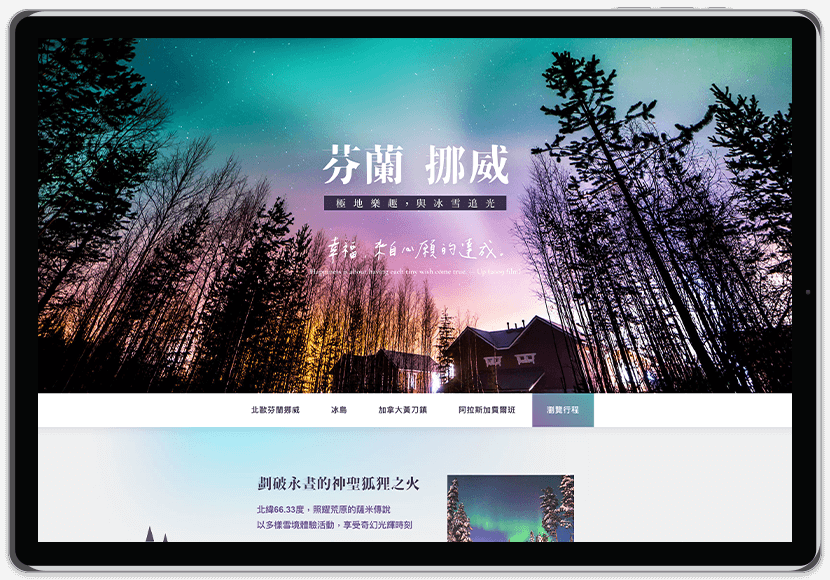 芬蘭 挪威
極地樂趣，與冰雪追光
幸福，來自心願的達成。
Happiness is about having each tiny wish come true.
北歐芬蘭挪威
冰島
加拿大黃刀鎮
阿拉斯加費爾班
瀏覽行程
劃破永晝的神聖狐狸之火
北緯66.33度，照耀荒原的薩米傳說
以多樣雪境體驗活動，享受奇幻光輝時刻